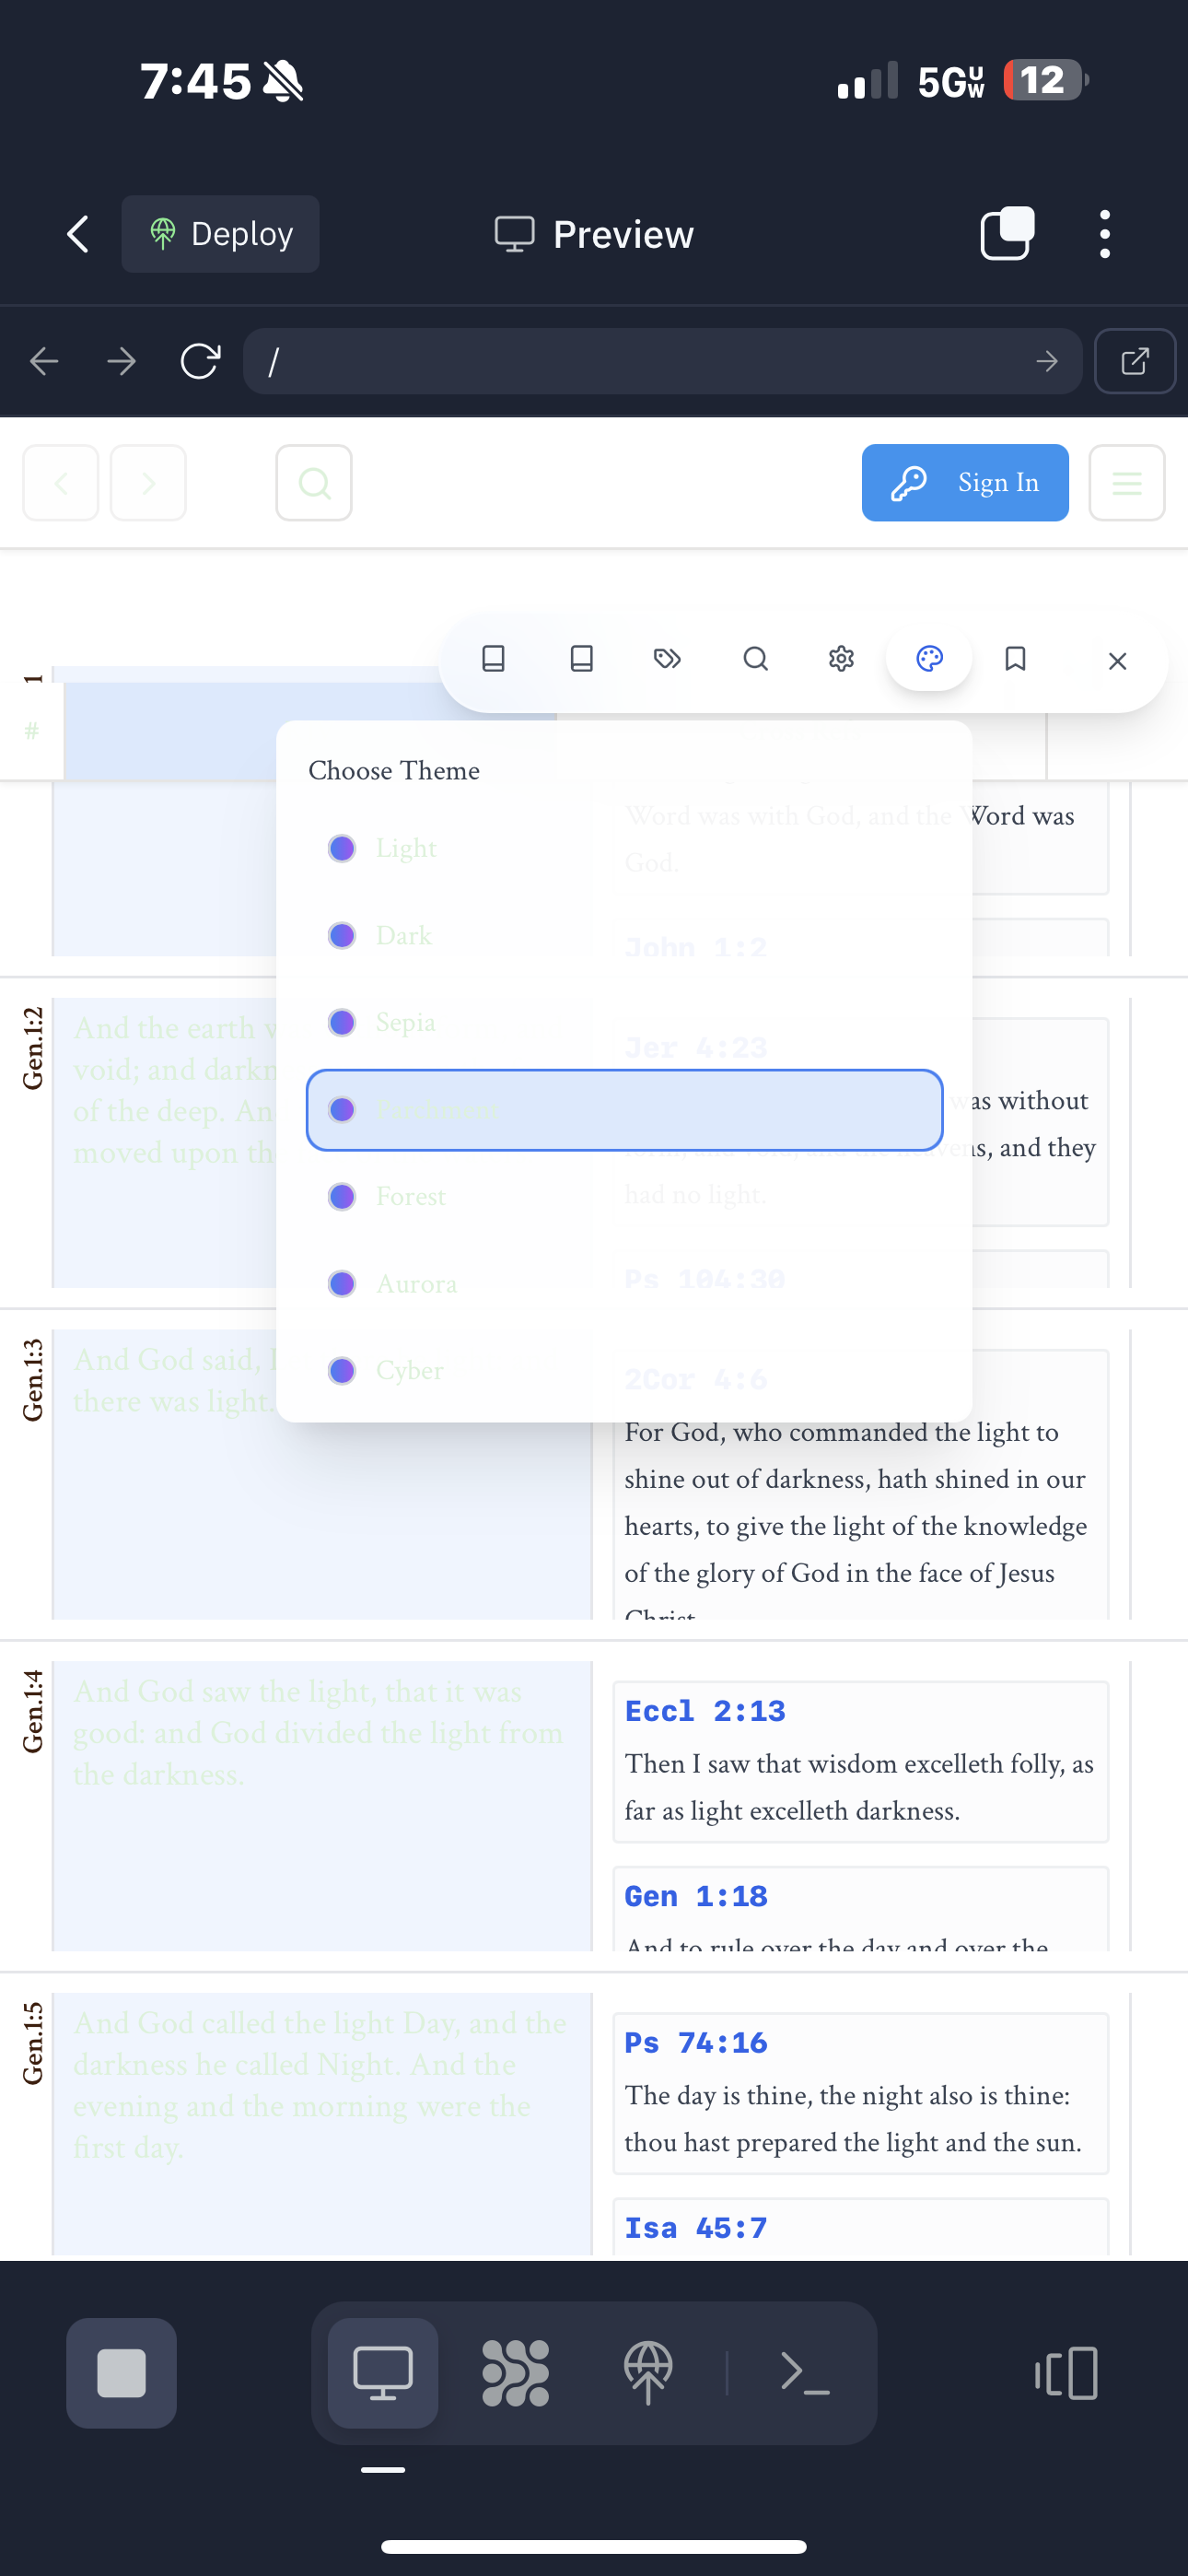 7:45
5G UW
12
Deploy
Preview
/
Sign In
1
#
Choose Theme
Light
Dark
Sepia
Parchment
Forest
Aurora
Cyber
Word was with God, and the Word was
God.
John 1:2
Gen.1:2
And the earth w
void; and darkn
of the deep. An
moved upon th
Jer 4:23
was without
form, and void; and the heavens, and they
had no light.
Ps 104:30
Gen.1:3
And God said,
there was light.
2Cor 4:6
For God, who commanded the light to
shine out of darkness, hath shined in our
hearts, to give the light of the knowledge
of the glory of God in the face of Jesus
Christ.
Gen.1:4
And God saw the light, that it was
good: and God divided the light from
the darkness.
Eccl 2:13
Then I saw that wisdom excelleth folly, as
far as light excelleth darkness.
Gen 1:18
And to rule over the day and over the
Gen.1:5
And God called the light Day, and the
darkness he called Night. And the
evening and the morning were the
first day.
Ps 74:16
The day is thine, the night also is thine:
thou hast prepared the light and the sun.
Isa 45:7